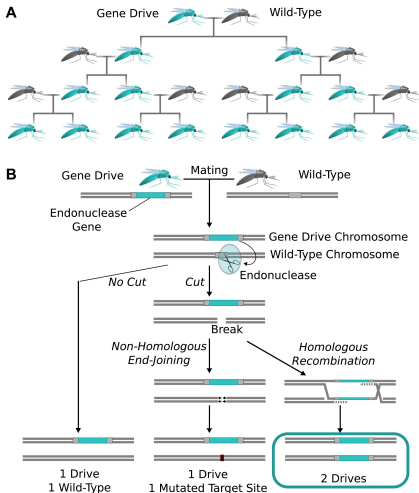 A
Gene Drive
Wild-Type
B
Gene Drive
Mating
Wild-Type
Endonuclease
Gene
Gene Drive Chromosome
Wild-Type Chromosome
Endonuclease
No Cut
Cut
Break
Non-Homologous
End-Joining
Homologous
Recombination
1 Drive
1 Wild-Type
1 Drive
1 Mutated Target Site
2 Drives